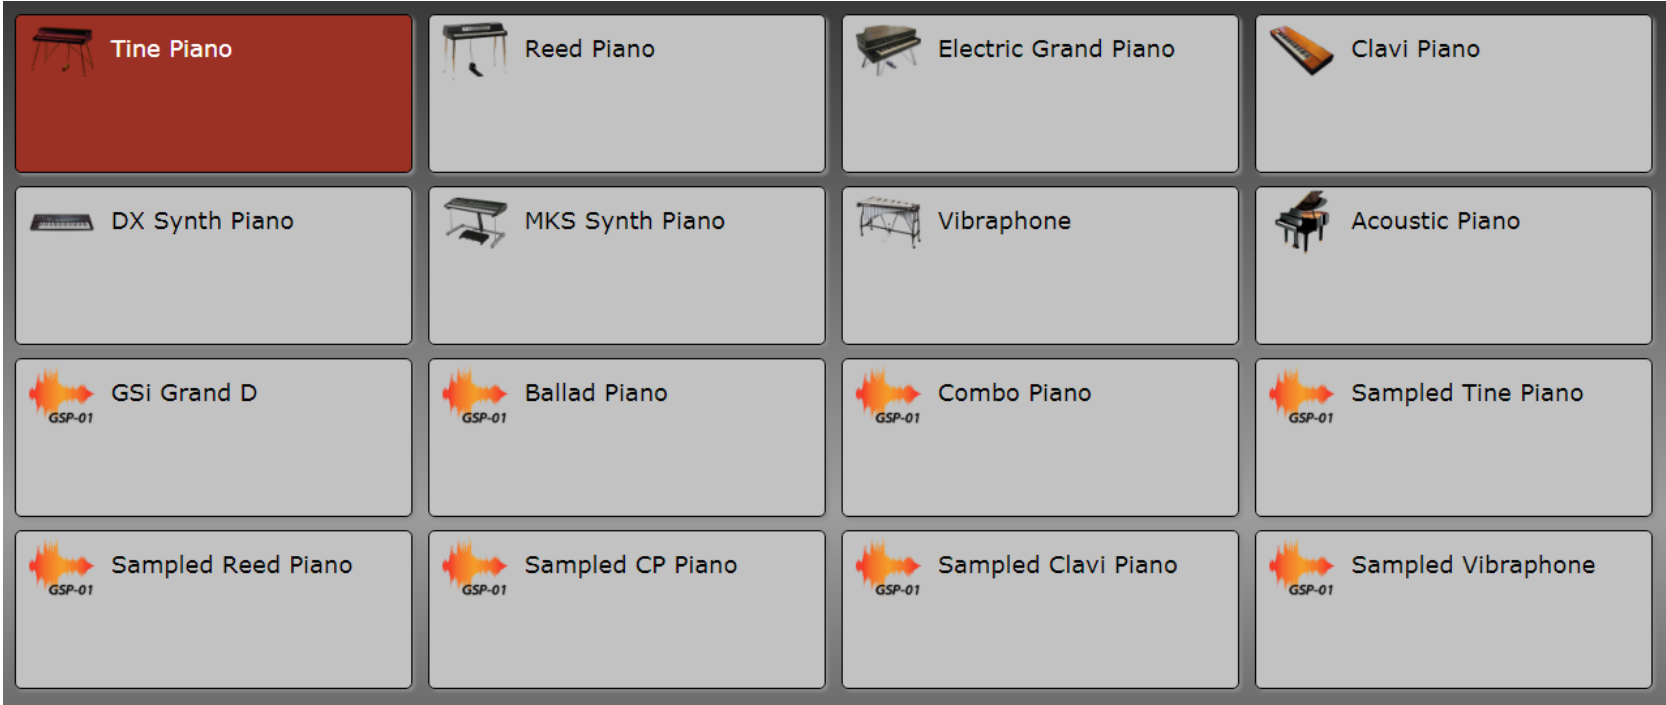 Tine Piano
Reed Piano
Electric Grand Piano
Clavi Piano
DX Synth Piano
MKS Synth Piano
Vibraphone
Acoustic Piano
GSi Grand D
GSP-01
Ballad Piano
GSP-01
Combo Piano
GSP-01
Sampled Tine Piano
GSP-01
Sampled Reed Piano
GSP-01
Sampled CP Piano
GSP-01
Sampled Clavi Piano
GSP-01
Sampled Vibraphone
GSP-01